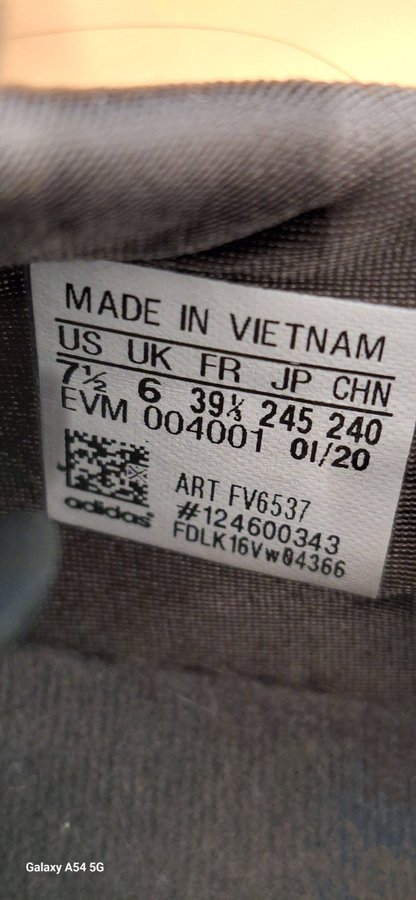 MADE IN VIETNAM
US UK FR JP CHN
7½ 6 39⅓ 245 240
EVM 004001 01/20
ART FV6537
#124600343
adidas FDLK16Vw04366
Galaxy A54 5G